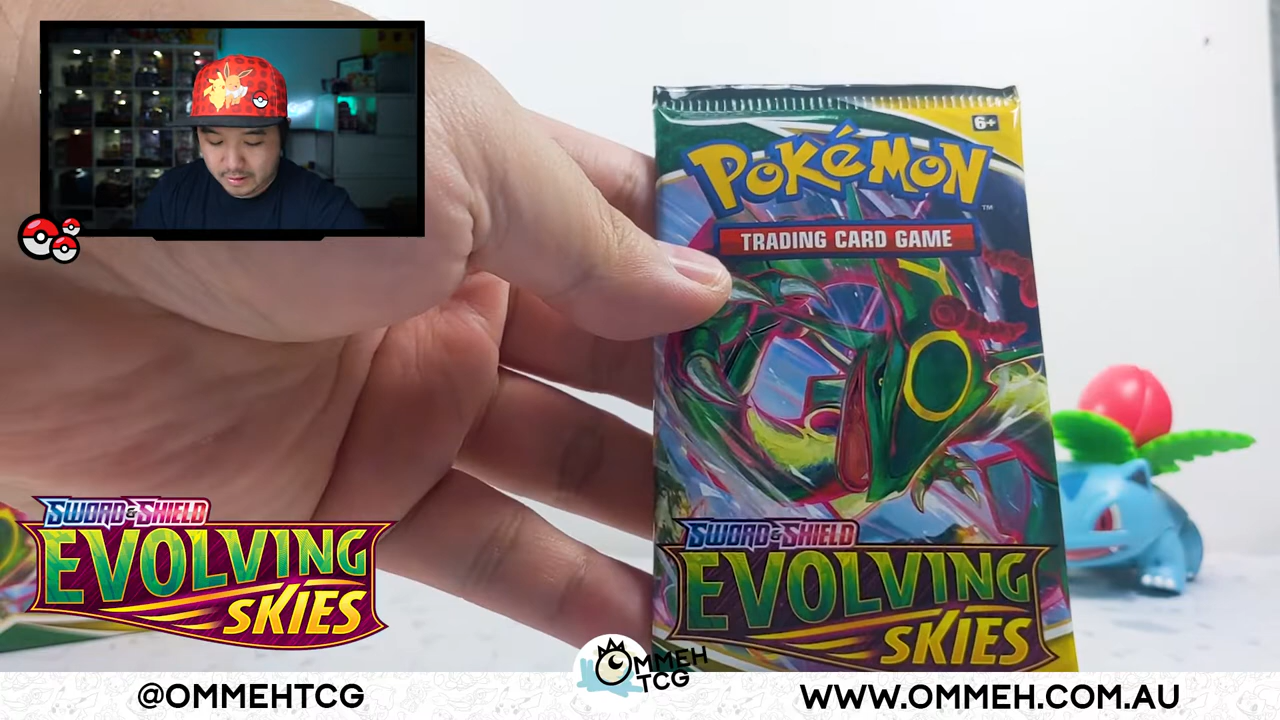 6+
POKéMON
TM
TRADING CARD GAME
SWORD & SHIELD
EVOLVING
SKIES
SWORD & SHIELD
EVOLVING
SKIES
OMMEH
TCG
@OMMEHTCG
WWW.OMMEH.COM.AU